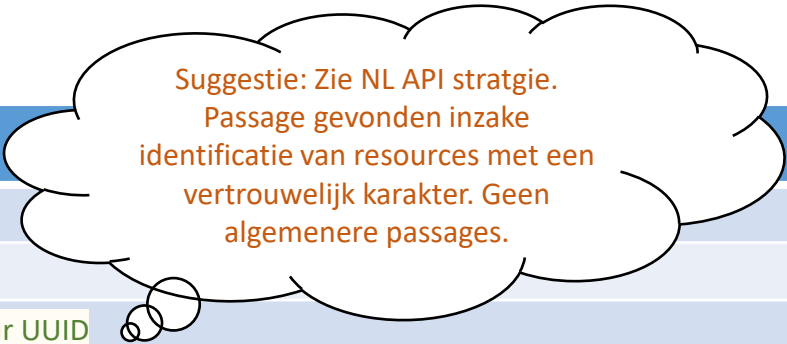 Suggestie: Zie NL API stratgie.
Passage gevonden inzake
identificatie van resources met een
vertrouwelijk karakter. Geen
algemenere passages.
r UUID